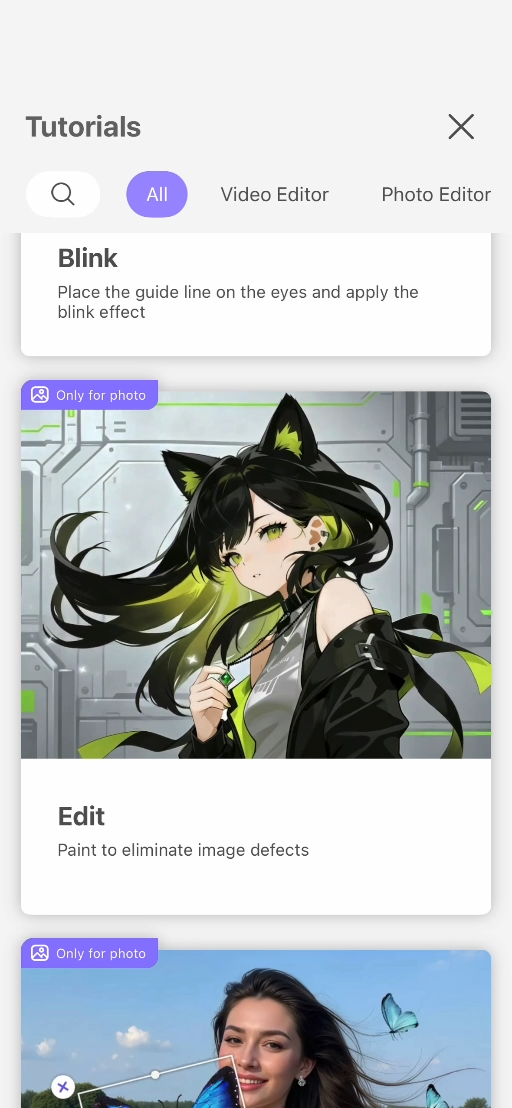 Tutorials
All
Video Editor
Photo Editor
Blink
Place the guide line on the eyes and apply the
blink effect
Only for photo
Edit
Paint to eliminate image defects
Only for photo